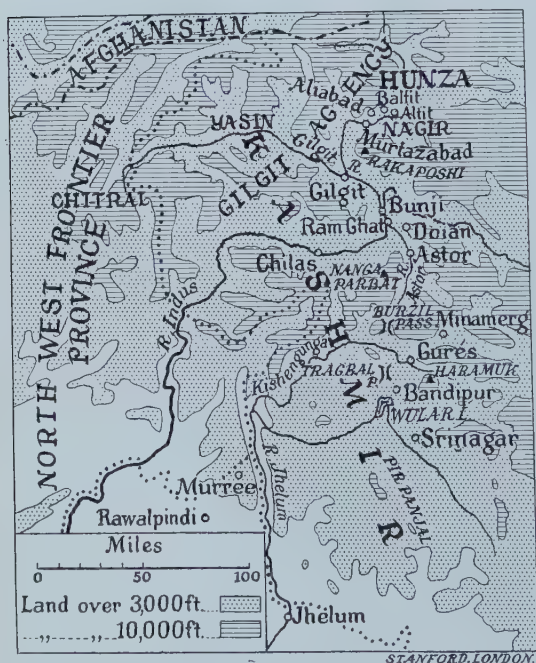 AFGHANISTAN
AGENCY
HUNZA
Aliabad
Baltit
Altit
NAGIR
Murtazabad
RAKAPOSHI
YASIN
Gilgit R.
GILGIT
Gilgit
CHITRAL
Bunji
Ram Ghat
Doian
Astor
Chilas
NANGA
PARBAT
R. Astor
NORTH WEST FRONTIER
PROVINCE
R. Indus
BURZIL
PASS
Minamerg
Kishengunga
Gurés
TRAGBAL
P.
HARAMUK
Bandipur
WULAR L.
Srinagar
KASHMIR
PIR PANJAL
R. Jhelum
Murree
Rawalpindi
Miles
0 50 100
Land over 3,000ft.
„ „ 10,000ft.
Jhelum
STANFORD, LONDON.